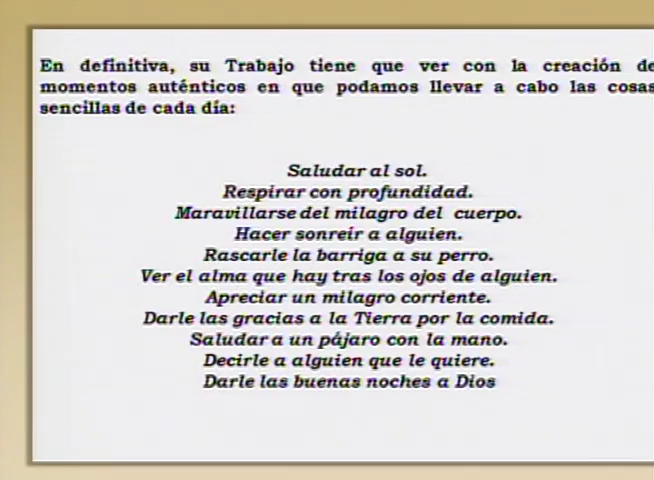 En definitiva, su Trabajo tiene que ver con la creación de
momentos auténticos en que podamos llevar a cabo las cosas
sencillas de cada día:
Saludar al sol.
Respirar con profundidad.
Maravillarse del milagro del cuerpo.
Hacer sonreír a alguien.
Rascarle la barriga a su perro.
Ver el alma que hay tras los ojos de alguien.
Apreciar un milagro corriente.
Darle las gracias a la Tierra por la comida.
Saludar a un pájaro con la mano.
Decirle a alguien que le quiere.
Darle las buenas noches a Dios